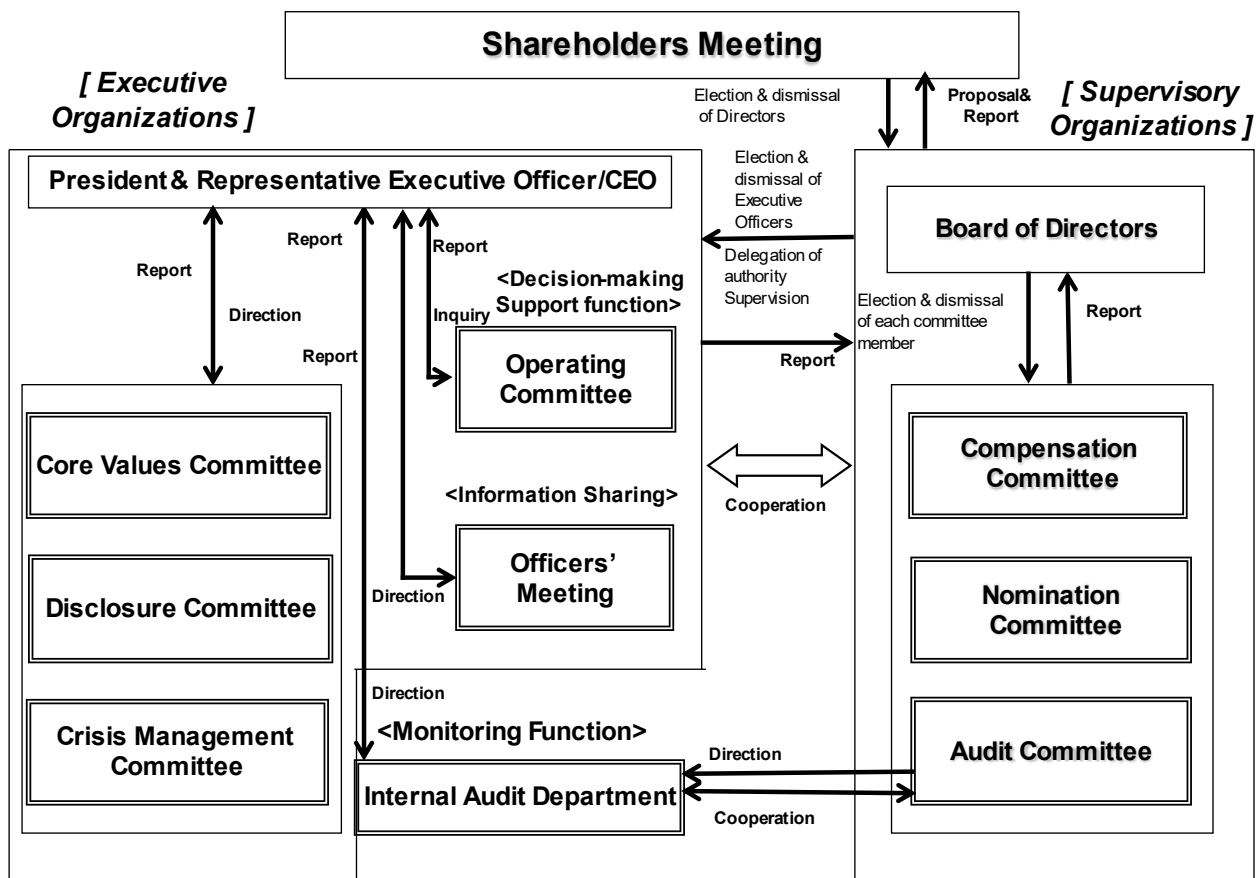 Shareholders Meeting
[ Executive
Organizations ]
Election & dismissal
of Directors
Proposal&
Report
[ Supervisory
Organizations ]
President & Representative Executive Officer/CEO
Election &
dismissal of
Executive
Officers
Board of Directors
Report
Report
Report
Delegation of
authority
Supervision
<Decision-making
Support function>
Direction
Inquiry
Report
Report
Election & dismissal
of each committee
member
Report
Operating
Committee
Core Values Committee
Compensation
Committee
Cooperation
<Information Sharing>
Officers’
Meeting
Direction
Disclosure Committee
Nomination
Committee
Direction
<Monitoring Function>
Crisis Management
Committee
Internal Audit Department
Direction
Cooperation
Audit Committee